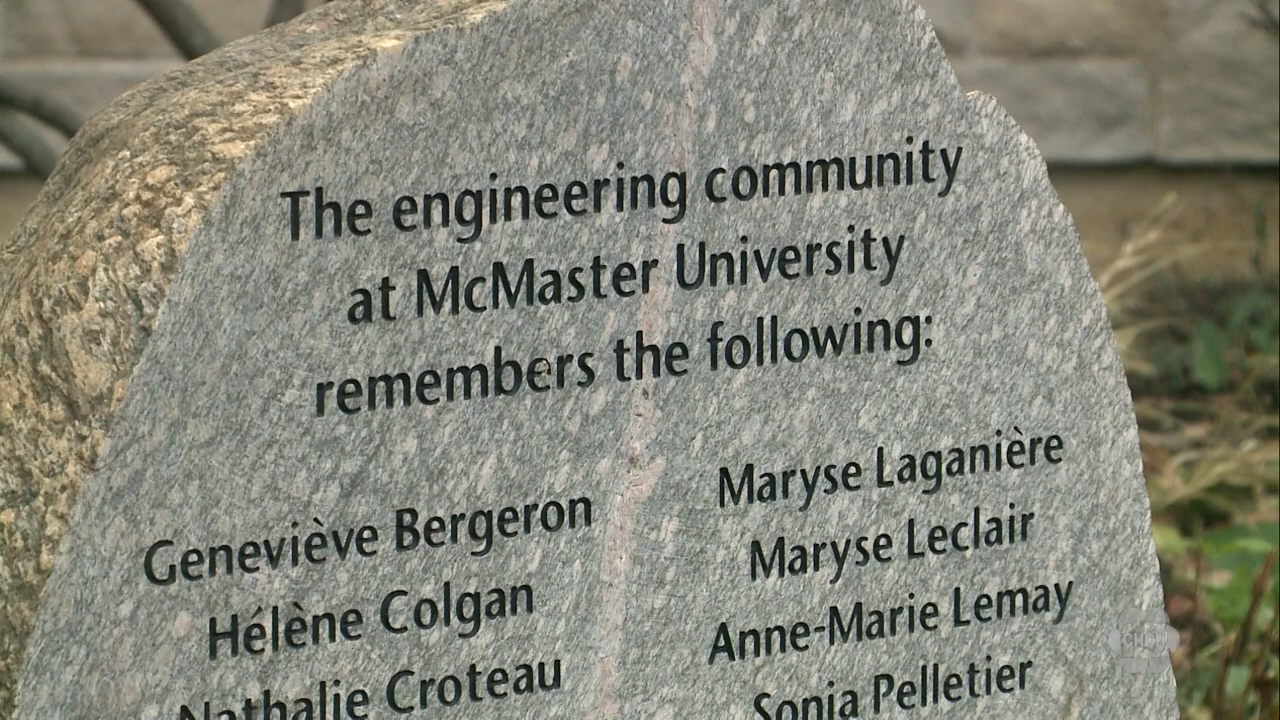 The engineering community
at McMaster University
remembers the following:
Geneviève Bergeron
Hélène Colgan
Nathalie Croteau
Maryse Laganière
Maryse Leclair
Anne-Marie Lemay
Sonia Pelletier